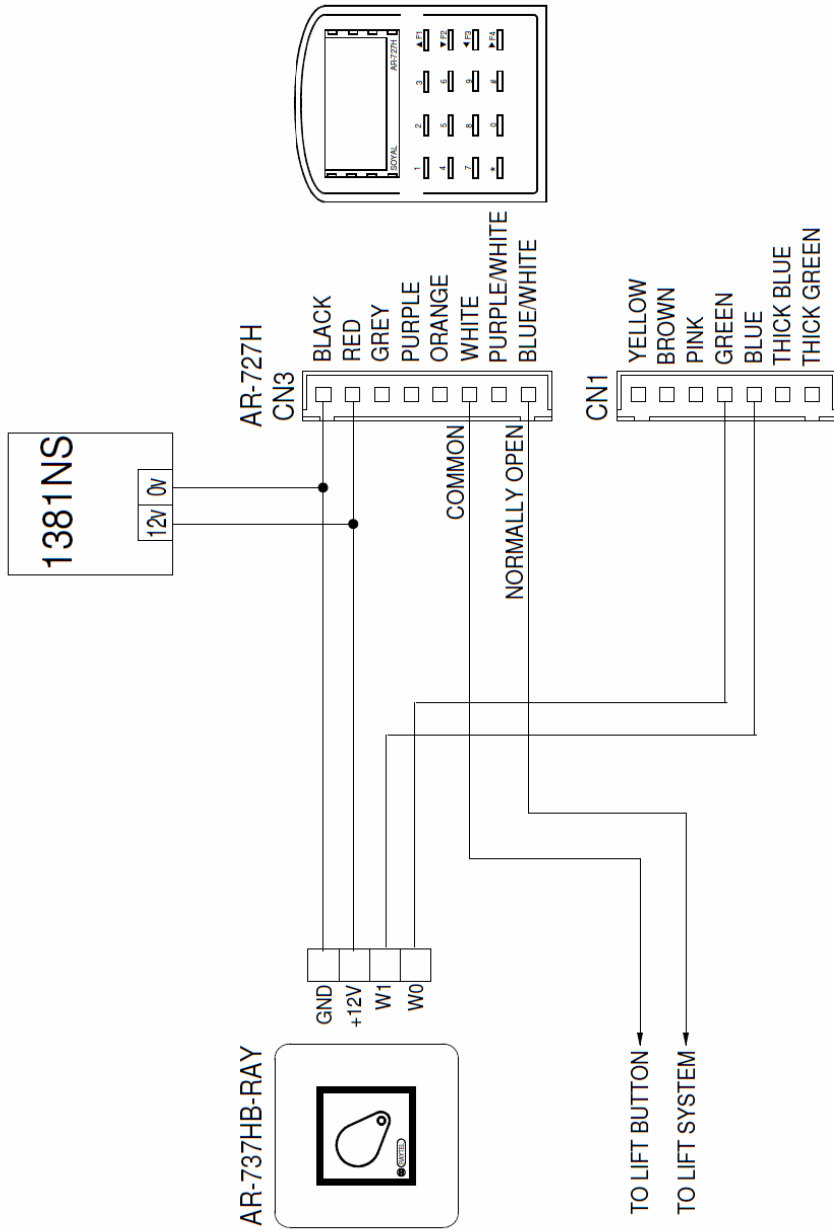 1381NS
12v 0v
AR-727H
CN3
BLACK
RED
GREY
PURPLE
ORANGE
WHITE
PURPLE/WHITE
BLUE/WHITE
COMMON
NORMALLY OPEN
CN1
YELLOW
BROWN
PINK
GREEN
BLUE
THICK BLUE
THICK GREEN
SOYAL AR-727H
1 2 3 ▲F1
4 5 6 ▼F2
7 8 9 ◀F3
* 0 # ▶F4
AR-737HB-RAY
RAYTEL
GND
+12V
W1
W0
TO LIFT BUTTON
TO LIFT SYSTEM